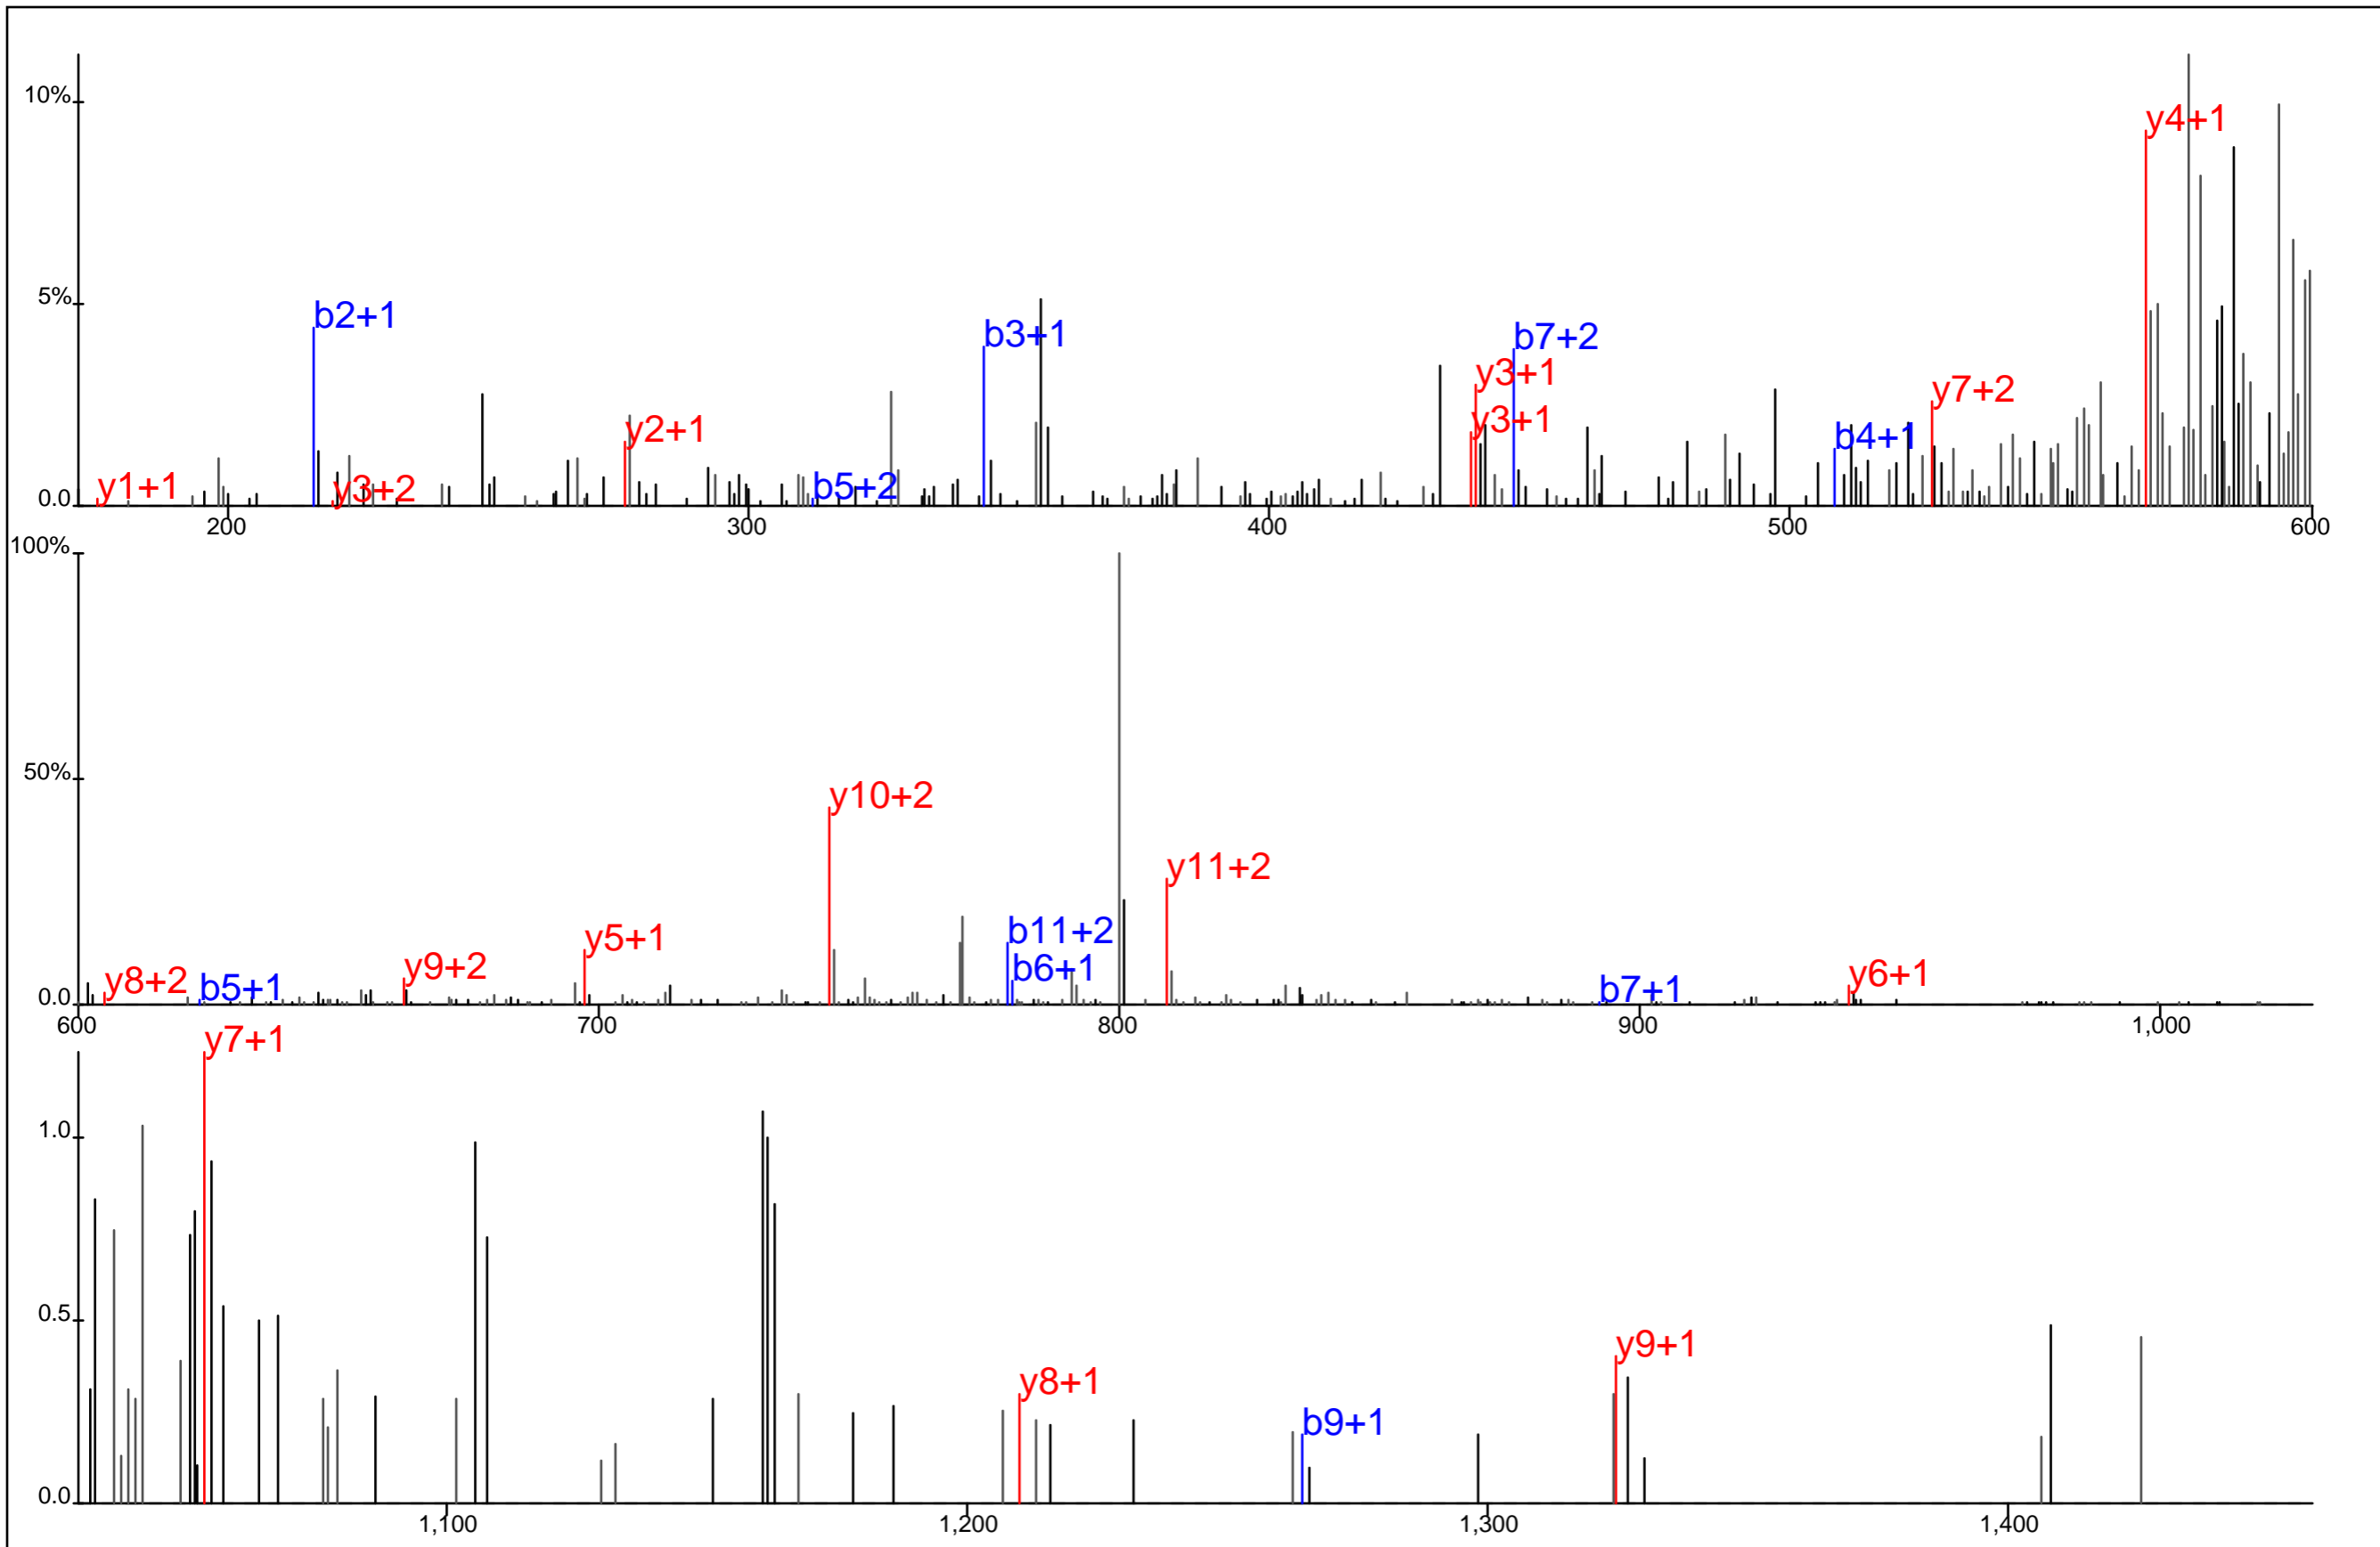 10%
y4+1
5%
b2+1
b3+1
b7+2
y3+1
y7+2
y2+1
y3+1
b4+1
y1+1
y3+2
b5+2
0.0
200
300
400
500
600
100%
50%
y10+2
y11+2
y5+1
b11+2
y8+2
b5+1
y9+2
b6+1
b7+1
y6+1
0.0
600
700
800
900
1,000
y7+1
1.0
0.5
y9+1
y8+1
b9+1
0.0
1,100
1,200
1,300
1,400